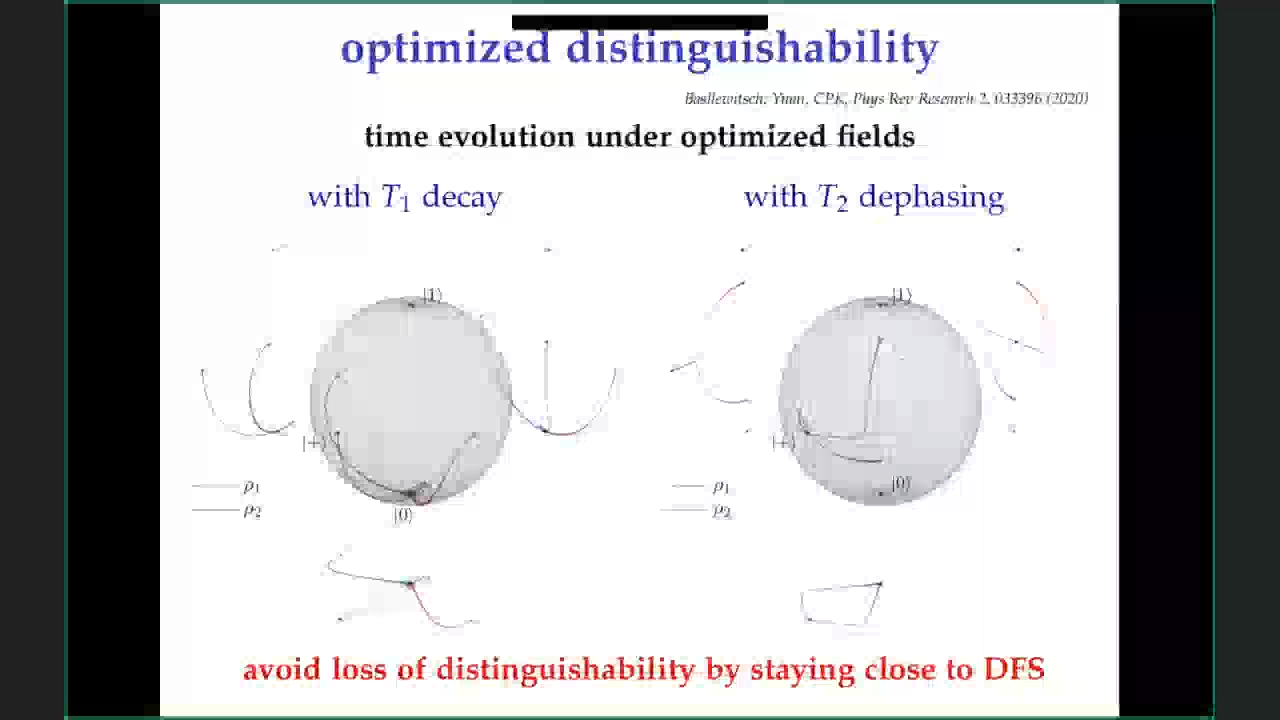 optimized distinguishability
Basilewitsch, Yuan, CPK, Phys Rev Research 2, 033396 (2020)
time evolution under optimized fields
with T₁ decay
with T₂ dephasing
|1⟩
|1⟩
|+⟩
|+⟩
ρ₁
ρ₂
|0⟩
ρ₁
ρ₂
|0⟩
avoid loss of distinguishability by staying close to DFS